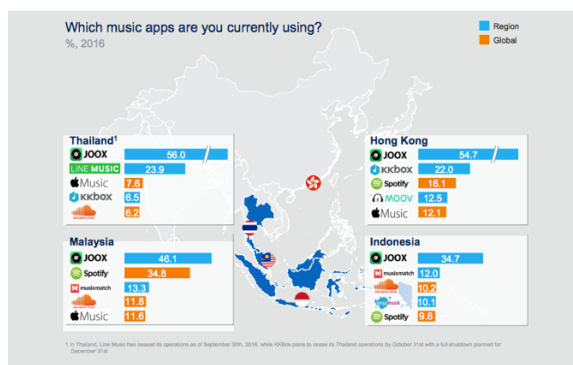 Which music apps are you currently using?
%, 2016
Region
Global
Thailand¹
JOOX 56.0
LINE MUSIC 23.9
Music 7.6
KKBOX 6.5
6.2
Hong Kong
JOOX 54.7
KKBOX 22.0
Spotify 16.1
MOOV 12.5
Music 12.1
Malaysia
JOOX 46.1
Spotify 34.8
musixmatch 13.3
11.8
Music 11.6
Indonesia
JOOX 34.7
musixmatch 12.0
10.2
10.1
Spotify 9.8
1 In Thailand, Line Music has ceased its operations as of September 30th, 2016, while KKBox plans to cease its Thailand operations by October 31st with a full shutdown planned for
December 31st